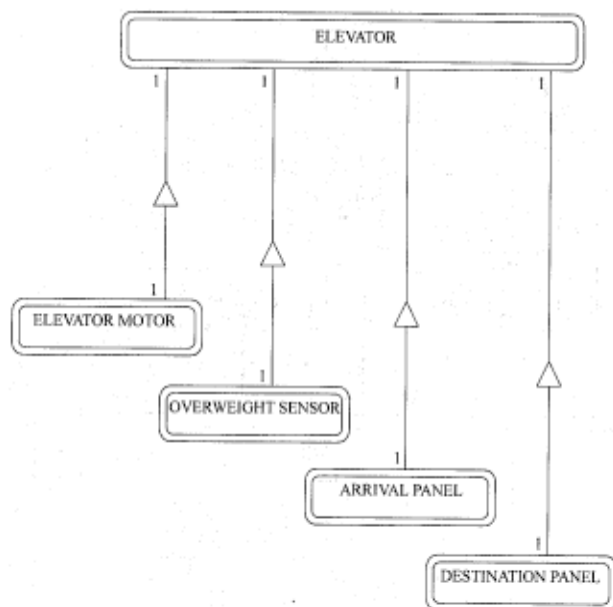 ELEVATOR
1 1 1 1
1
ELEVATOR MOTOR
1
OVERWEIGHT SENSOR
1
ARRIVAL PANEL
1
DESTINATION PANEL